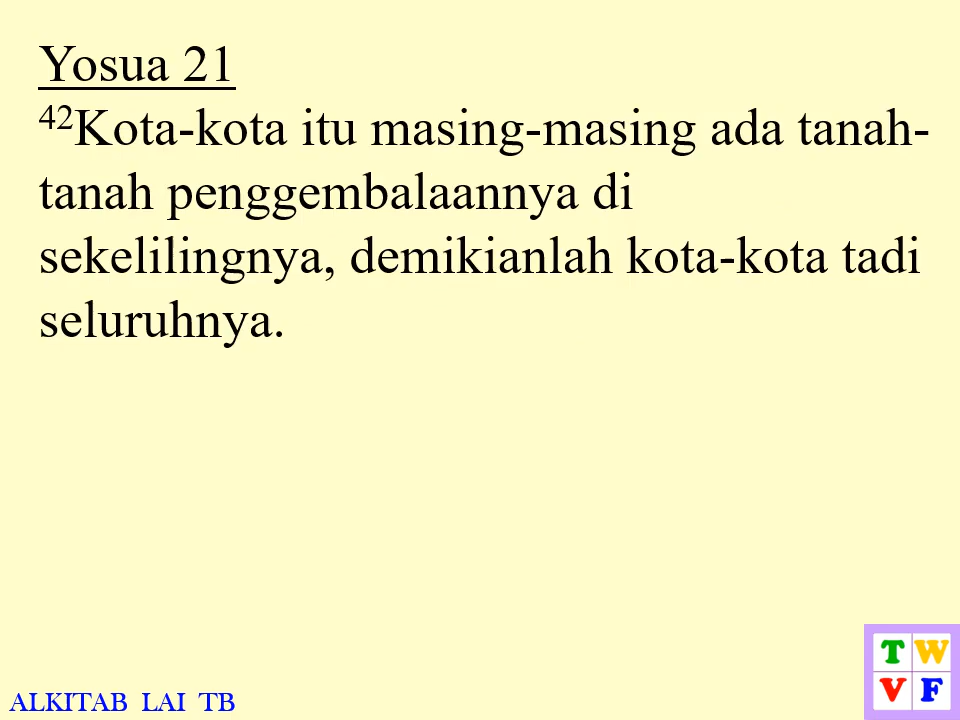 Yosua 21
42Kota-kota itu masing-masing ada tanah-
tanah penggembalaannya di
sekelilingnya, demikianlah kota-kota tadi
seluruhnya.
T W
V F
ALKITAB LAI TB